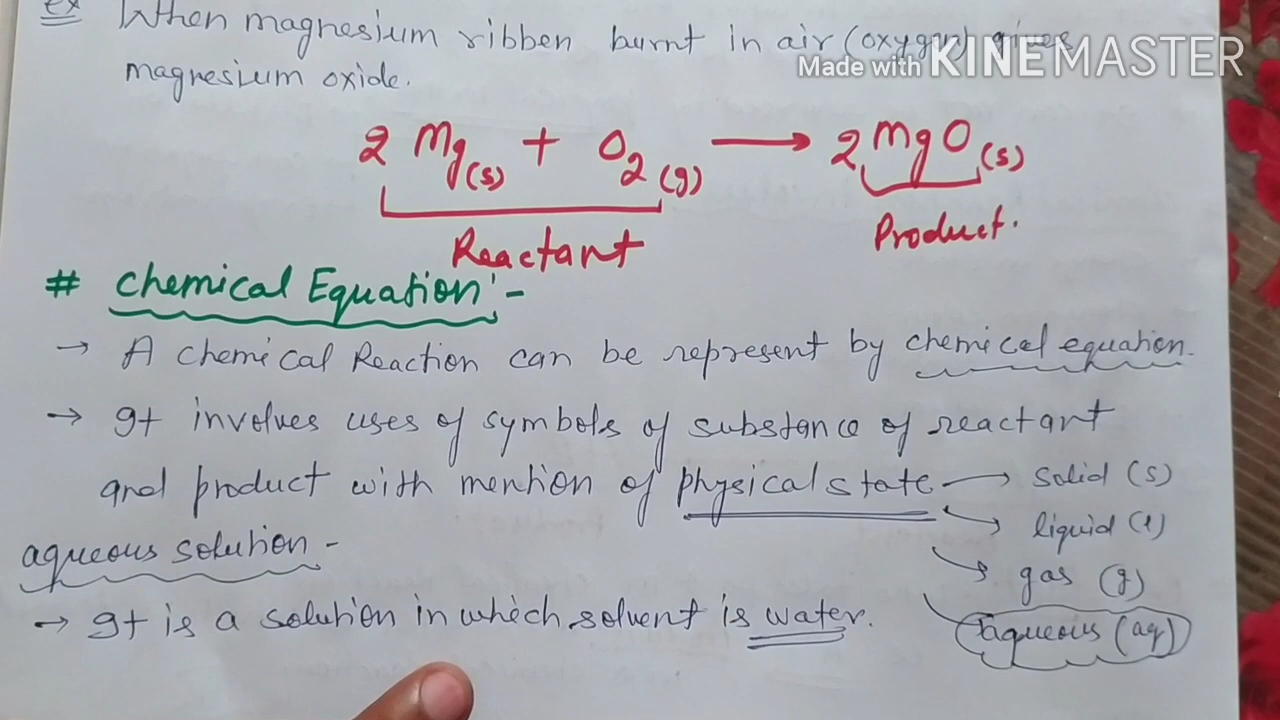 ex When magnesium ribben burnt in air (oxygen) gives
Made with KINEMASTER
magnesium oxide.
2 Mg(s) + O2(g) → 2MgO(s)
Reactant Product.
# Chemical Equation:-
→ A chemical Reaction can be represent by chemical equation.
→ It involves uses of symbols of substance of reactant
and product with mention of physical state → solid (s)
→ liquid (l)
aqueous solution -
→ gas (g)
→ It is a solution in which solvent is water.
aqueous (aq)